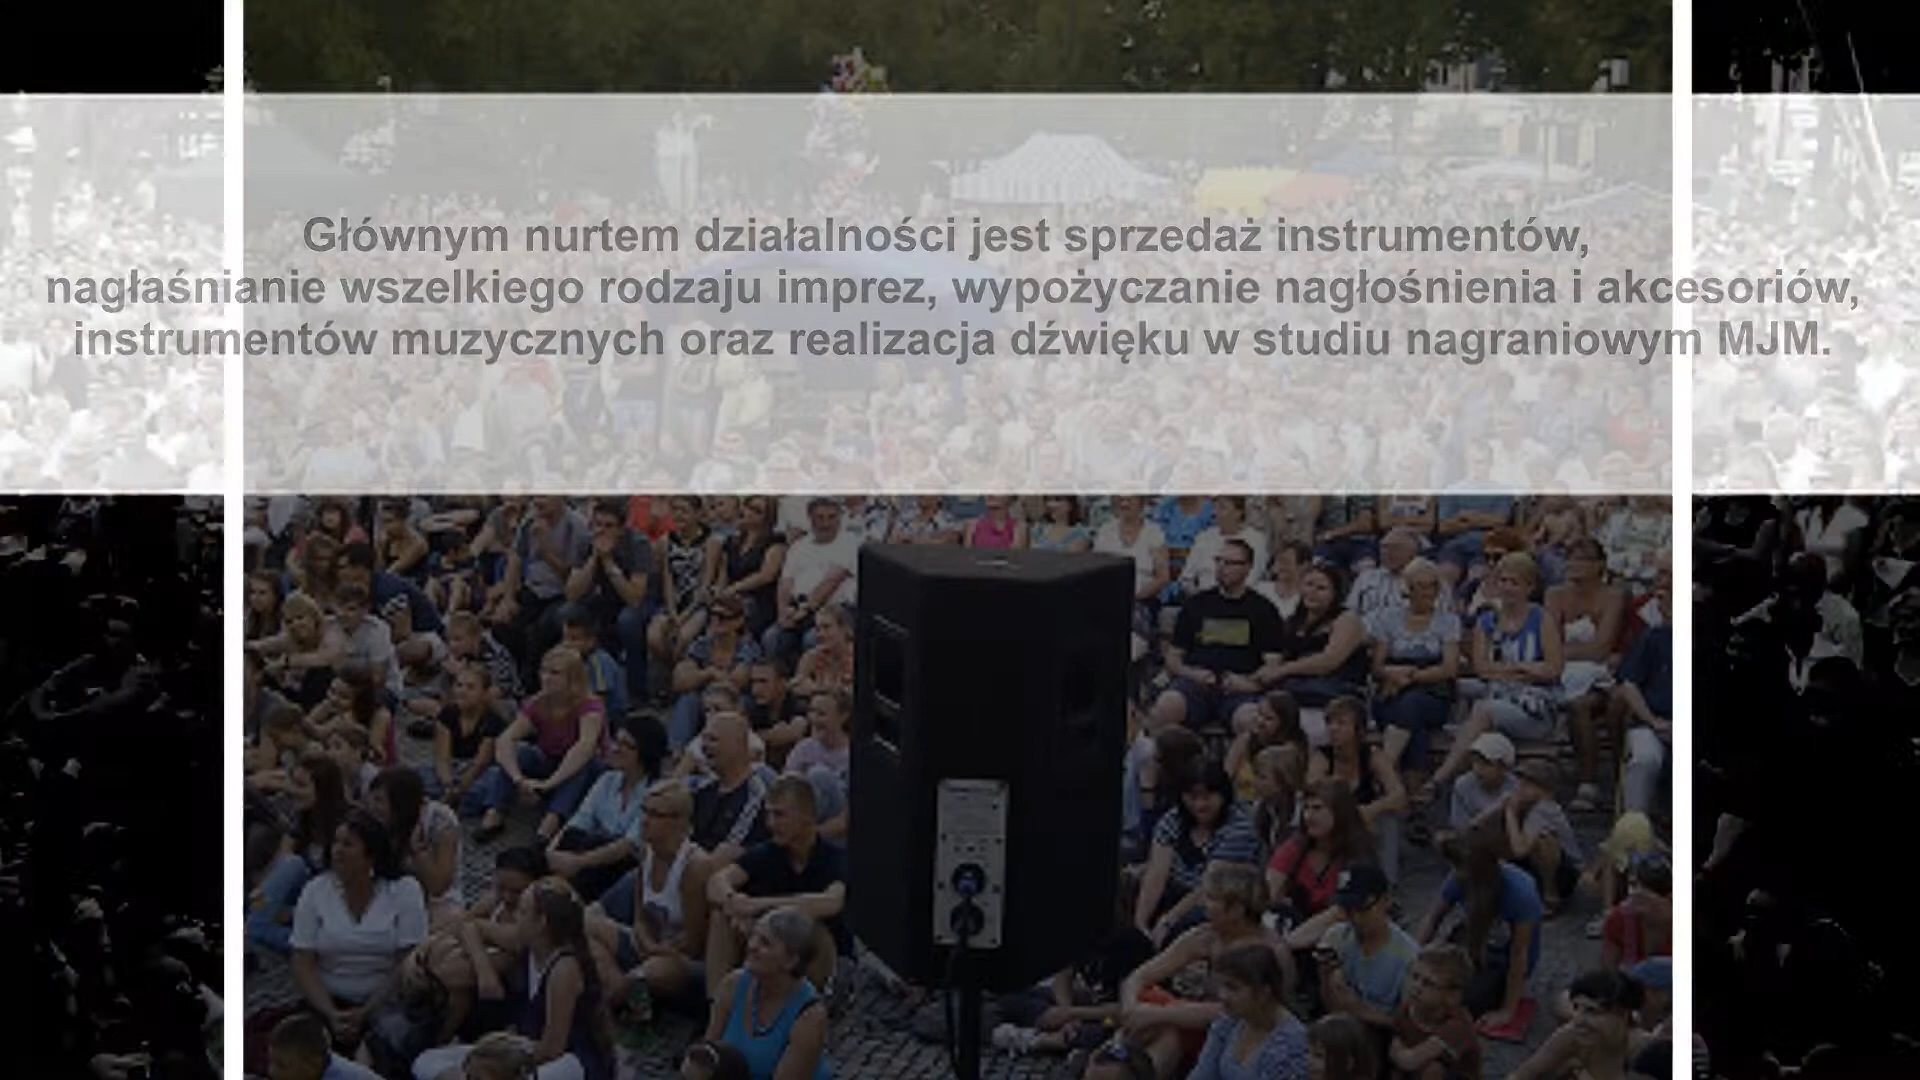 Głównym nurtem działalności jest sprzedaż instrumentów,
nagłaśnianie wszelkiego rodzaju imprez, wypożyczanie nagłośnienia i akcesoriów,
instrumentów muzycznych oraz realizacja dźwięku w studiu nagraniowym MJM.